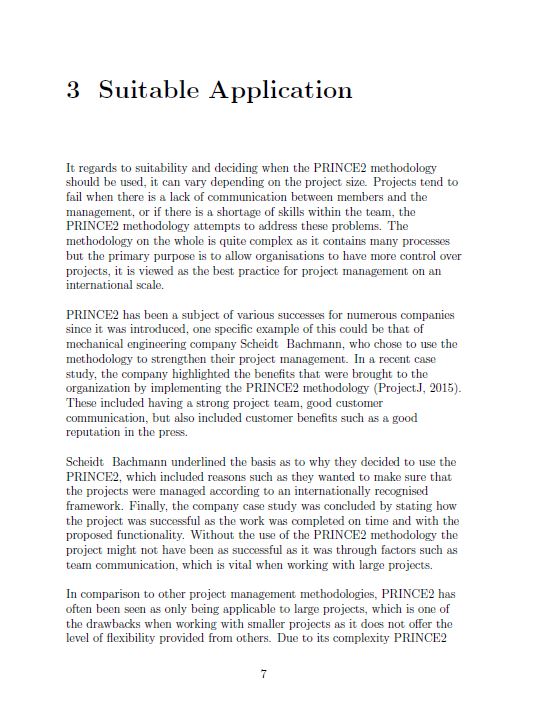 3 Suitable Application
It regards to suitability and deciding when the PRINCE2 methodology
should be used, it can vary depending on the project size. Projects tend to
fail when there is a lack of communication between members and the
management, or if there is a shortage of skills within the team, the
PRINCE2 methodology attempts to address these problems. The
methodology on the whole is quite complex as it contains many processes
but the primary purpose is to allow organisations to have more control over
projects, it is viewed as the best practice for project management on an
international scale.
PRINCE2 has been a subject of various successes for numerous companies
since it was introduced, one specific example of this could be that of
mechanical engineering company Scheidt Bachmann, who chose to use the
methodology to strengthen their project management. In a recent case
study, the company highlighted the benefits that were brought to the
organization by implementing the PRINCE2 methodology (ProjectJ, 2015).
These included having a strong project team, good customer
communication, but also included customer benefits such as a good
reputation in the press.
Scheidt Bachmann underlined the basis as to why they decided to use the
PRINCE2, which included reasons such as they wanted to make sure that
the projects were managed according to an internationally recognised
framework. Finally, the company case study was concluded by stating how
the project was successful as the work was completed on time and with the
proposed functionality. Without the use of the PRINCE2 methodology the
project might not have been as successful as it was through factors such as
team communication, which is vital when working with large projects.
In comparison to other project management methodologies, PRINCE2 has
often been seen as only being applicable to large projects, which is one of
the drawbacks when working with smaller projects as it does not offer the
level of flexibility provided from others. Due to its complexity PRINCE2
7